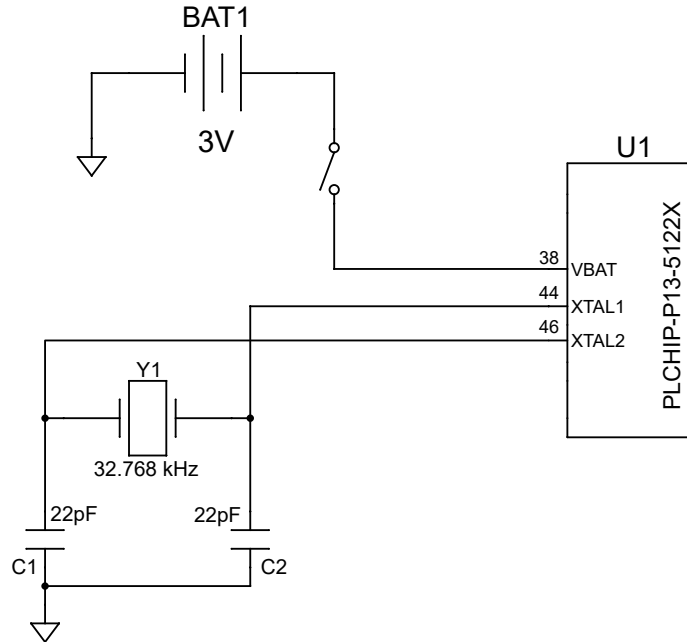 BAT1
3V
U1
38
VBAT
44
XTAL1
46
XTAL2
PLCHIP-P13-5122X
Y1
32.768 kHz
22pF
22pF
C1
C2